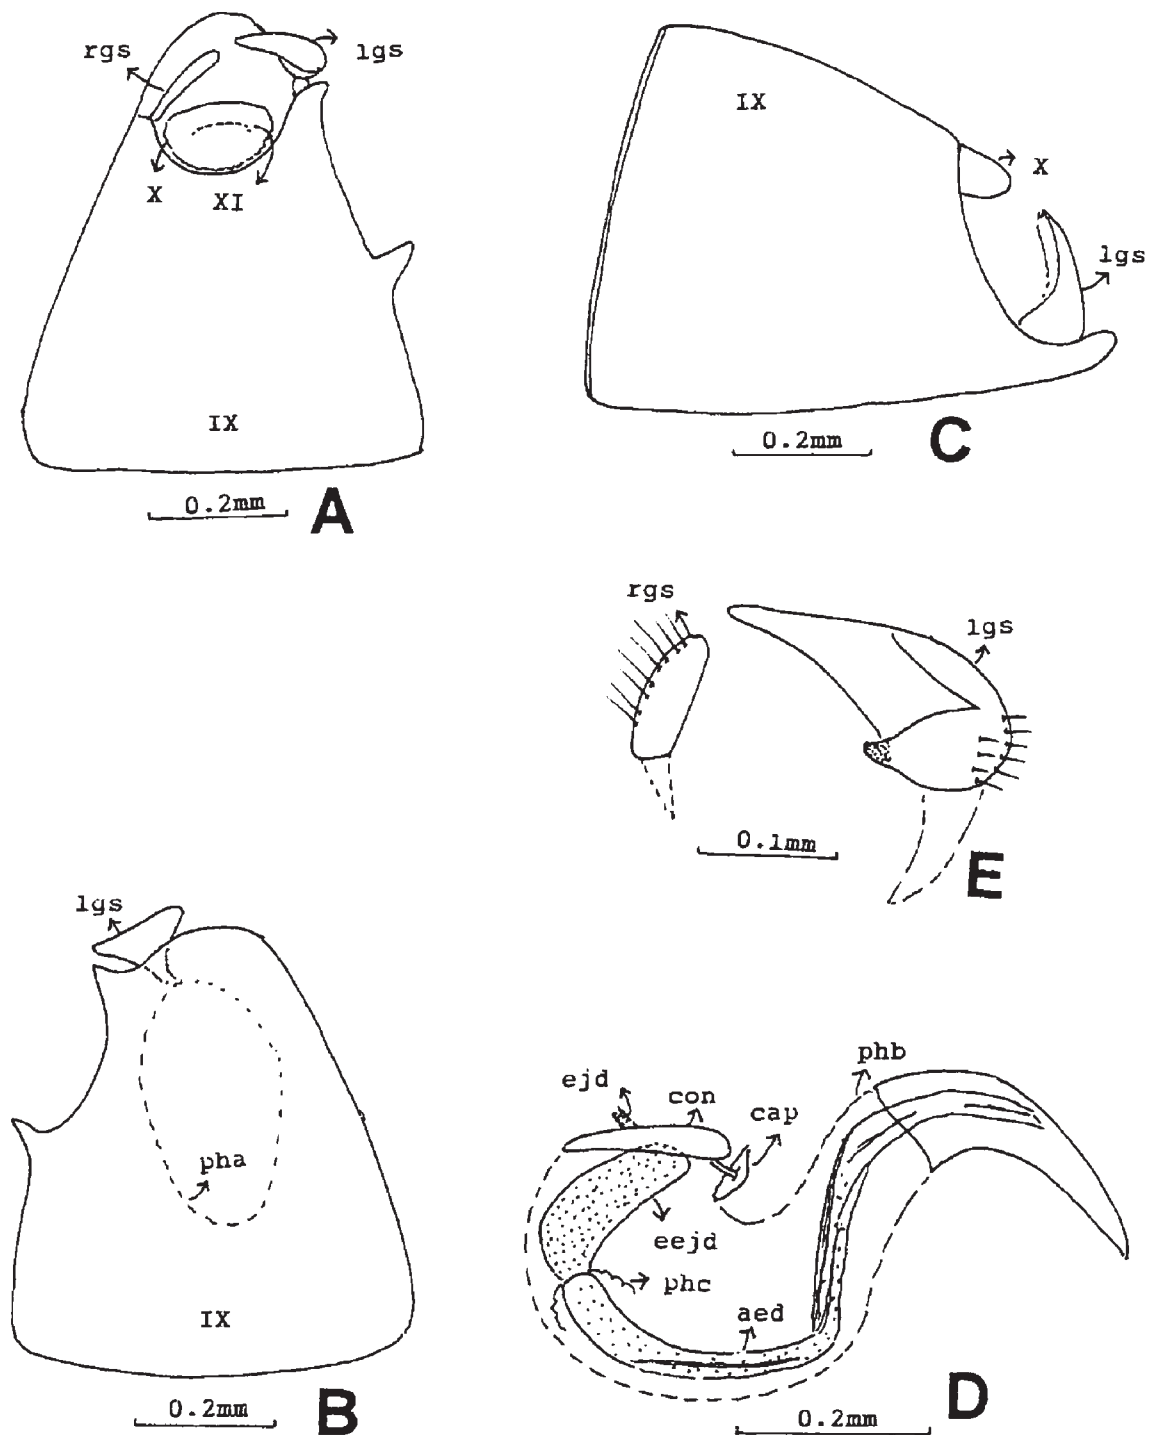 rgs
lgs
X
XI
IX
0.2mm
A
IX
X
lgs
0.2mm
C
rgs
lgs
0.1mm
E
lgs
pha
IX
0.2mm
B
ejd
con
cap
phb
eejd
phc
aed
0.2mm
D